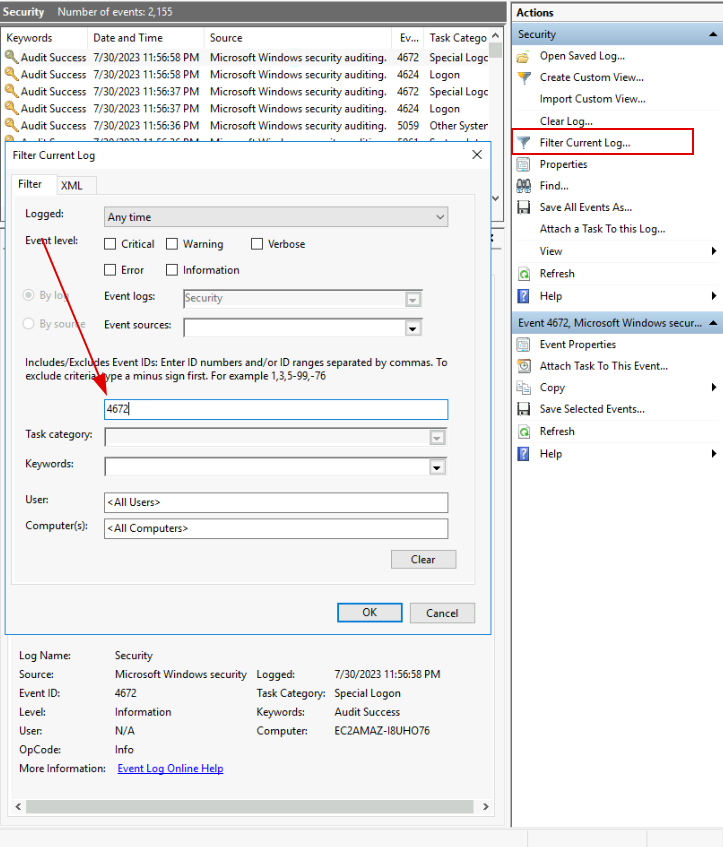 Security Number of events: 2,155
Keywords Date and Time Source Ev... Task Catego
Audit Success 7/30/2023 11:56:58 PM Microsoft Windows security auditing. 4672 Special Logo
Audit Success 7/30/2023 11:56:58 PM Microsoft Windows security auditing. 4624 Logon
Audit Success 7/30/2023 11:56:37 PM Microsoft Windows security auditing. 4672 Special Logo
Audit Success 7/30/2023 11:56:37 PM Microsoft Windows security auditing. 4624 Logon
Audit Success 7/30/2023 11:56:36 PM Microsoft Windows security auditing. 5059 Other System
Filter Current Log
Filter XML
Logged: Any time
Event level: Critical Warning Verbose
Error Information
By log Event logs: Security
By source Event sources:
Includes/Excludes Event IDs: Enter ID numbers and/or ID ranges separated by commas. To
exclude criteria, type a minus sign first. For example 1,3,5-99,-76
4672
Task category:
Keywords:
User: <All Users>
Computer(s): <All Computers>
Clear
OK Cancel
Log Name: Security
Source: Microsoft Windows security Logged: 7/30/2023 11:56:58 PM
Event ID: 4672 Task Category: Special Logon
Level: Information Keywords: Audit Success
User: N/A Computer: EC2AMAZ-I8UHO76
OpCode: Info
More Information: Event Log Online Help
Actions
Security
Open Saved Log...
Create Custom View...
Import Custom View...
Clear Log...
Filter Current Log...
Properties
Find...
Save All Events As...
Attach a Task To this Log...
View
Refresh
Help
Event 4672, Microsoft Windows secur...
Event Properties
Attach Task To This Event...
Copy
Save Selected Events...
Refresh
Help